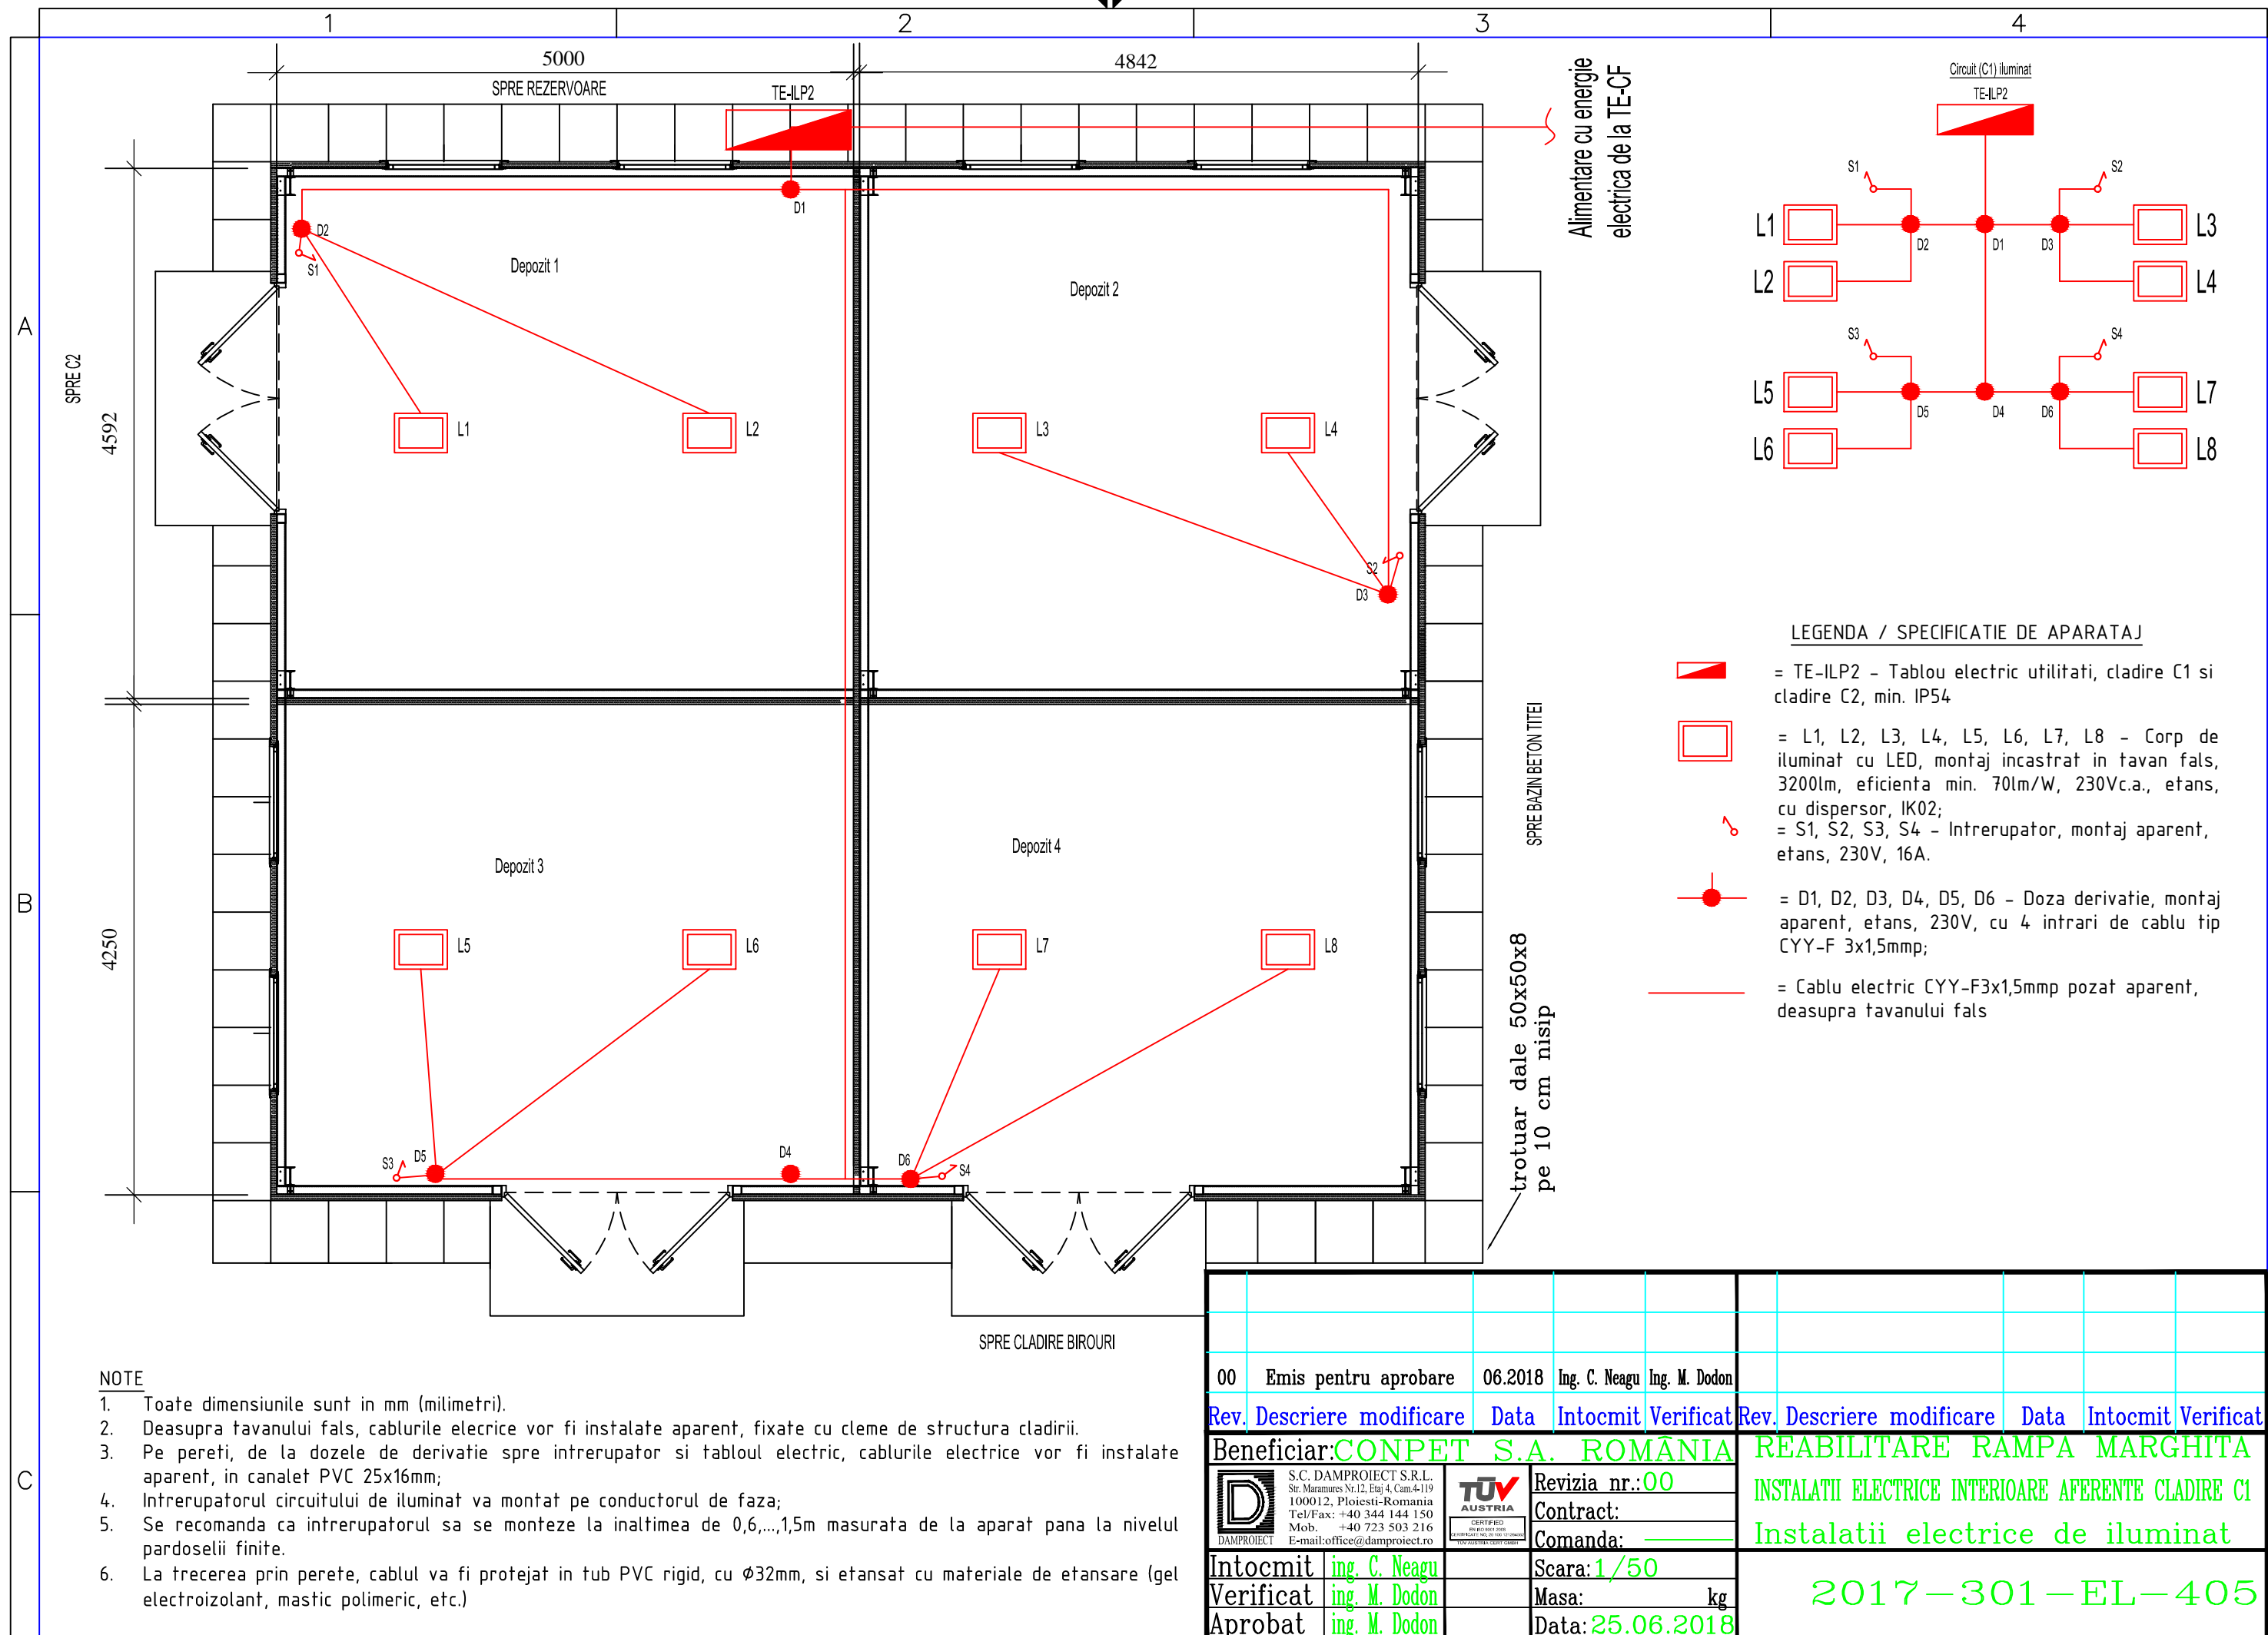 1
2
3
4
A
B
C
5000
4842
SPRE REZERVOARE
TE-ILP2
Alimentare cu energie
electrica de la TE-CF
SPRE C2
4592
4250
D1
D2
S1
Depozit 1
Depozit 2
L1
L2
L3
L4
S2
D3
Depozit 3
Depozit 4
L5
L6
L7
L8
S3
D5
D4
D6
S4
SPRE BAZIN BETON TITEI
trotuar dale 50x50x8
pe 10 cm nisip
SPRE CLADIRE BIROURI
Circuit (C1) iluminat
TE-ILP2
S1
S2
L1
L3
D2
D1
D3
L2
L4
S3
S4
L5
L7
D5
D4
D6
L6
L8
LEGENDA / SPECIFICATIE DE APARATAJ
= TE-ILP2 - Tablou electric utilitati, cladire C1 si
cladire C2, min. IP54
= L1, L2, L3, L4, L5, L6, L7, L8 - Corp de
iluminat cu LED, montaj incastrat in tavan fals,
3200lm, eficienta min. 70lm/W, 230Vc.a., etans,
cu dispersor, IK02;
= S1, S2, S3, S4 - Intrerupator, montaj aparent,
etans, 230V, 16A.
= D1, D2, D3, D4, D5, D6 - Doza derivatie, montaj
aparent, etans, 230V, cu 4 intrari de cablu tip
CYY-F 3x1,5mmp;
= Cablu electric CYY-F3x1,5mmp pozat aparent,
deasupra tavanului fals
NOTE
1. Toate dimensiunile sunt in mm (milimetri).
2. Deasupra tavanului fals, cablurile elecrice vor fi instalate aparent, fixate cu cleme de structura cladirii.
3. Pe pereti, de la dozele de derivatie spre intrerupator si tabloul electric, cablurile electrice vor fi instalate
aparent, in canalet PVC 25x16mm;
4. Intrerupatorul circuitului de iluminat va montat pe conductorul de faza;
5. Se recomanda ca intrerupatorul sa se monteze la inaltimea de 0,6,...,1,5m masurata de la aparat pana la nivelul
pardoselii finite.
6. La trecerea prin perete, cablul va fi protejat in tub PVC rigid, cu Ø32mm, si etansat cu materiale de etansare (gel
electroizolant, mastic polimeric, etc.)
00 Emis pentru aprobare 06.2018 Ing. C. Neagu Ing. M. Dodon
Rev. Descriere modificare Data Intocmit Verificat Rev. Descriere modificare Data Intocmit Verificat
Beneficiar: CONPET S.A. ROMÂNIA
REABILITARE RAMPA MARGHITA
INSTALATII ELECTRICE INTERIOARE AFERENTE CLADIRE C1
Instalatii electrice de iluminat
DAMPROIECT
S.C. DAMPROIECT S.R.L.
Str. Maramures Nr.12, Etaj 4, Cam.4-119
100012, Ploiesti-Romania
Tel/Fax: +40 344 144 150
Mob. +40 723 503 216
E-mail:office@damproiect.ro
TÜV
AUSTRIA
CERTIFIED
Revizia nr.: 00
Contract:
Comanda:
Intocmit ing. C. Neagu
Verificat ing. M. Dodon
Aprobat ing. M. Dodon
Scara: 1/50
Masa: kg
Data: 25.06.2018
2017-301-EL-405